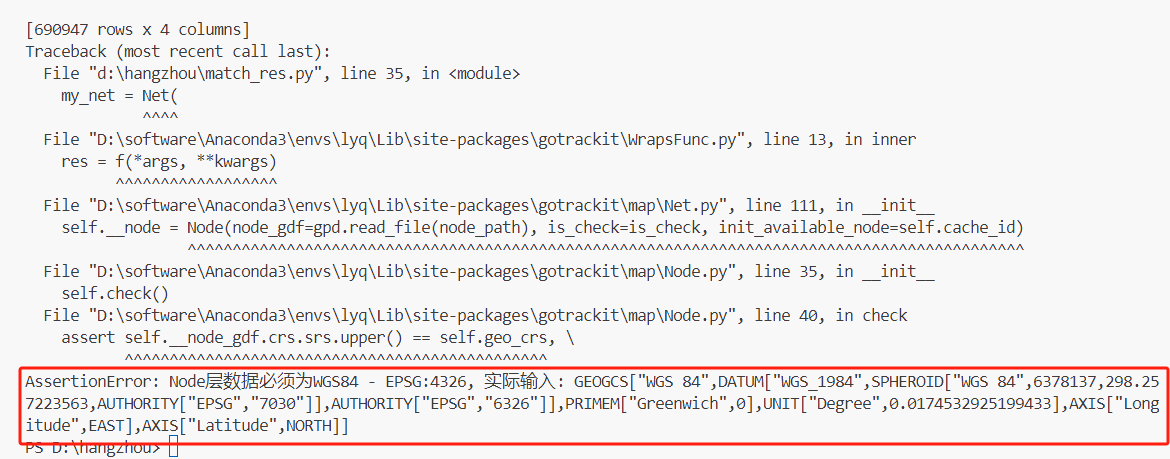 [690947 rows x 4 columns]
Traceback (most recent call last):
  File "d:\hangzhou\match_res.py", line 35, in <module>
    my_net = Net(
             ^^^^
  File "D:\software\Anaconda3\envs\lyq\Lib\site-packages\gotrackit\WrapsFunc.py", line 13, in inner
    res = f(*args, **kwargs)
          ^^^^^^^^^^^^^^^^^^
  File "D:\software\Anaconda3\envs\lyq\Lib\site-packages\gotrackit\map\Net.py", line 111, in __init__
    self.__node = Node(node_gdf=gpd.read_file(node_path), is_check=is_check, init_available_node=self.cache_id)
                  ^^^^^^^^^^^^^^^^^^^^^^^^^^^^^^^^^^^^^^^^^^^^^^^^^^^^^^^^^^^^^^^^^^^^^^^^^^^^^^^^^^^^^^^^^^^^^
  File "D:\software\Anaconda3\envs\lyq\Lib\site-packages\gotrackit\map\Node.py", line 35, in __init__
    self.check()
  File "D:\software\Anaconda3\envs\lyq\Lib\site-packages\gotrackit\map\Node.py", line 40, in check
    assert self.__node_gdf.crs.srs.upper() == self.geo_crs, \
           ^^^^^^^^^^^^^^^^^^^^^^^^^^^^^^^^^^^^^^^^^^^^^^^
AssertionError: Node层数据必须为WGS84 - EPSG:4326, 实际输入: GEOGCS["WGS 84",DATUM["WGS_1984",SPHEROID["WGS 84",6378137,298.25
7223563,AUTHORITY["EPSG","7030"]],AUTHORITY["EPSG","6326"]],PRIMEM["Greenwich",0],UNIT["Degree",0.0174532925199433],AXIS["Long
itude",EAST],AXIS["Latitude",NORTH]]
PS D:\hangzhou>